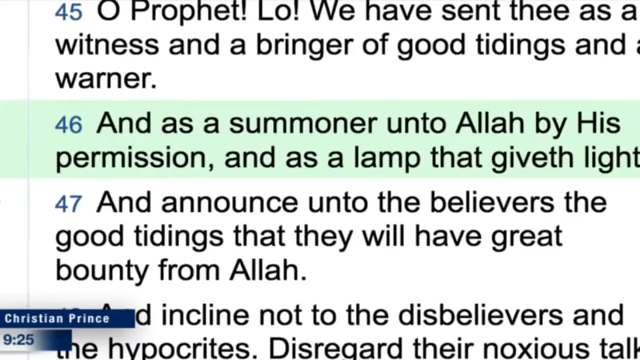 45 O Prophet! Lo! We have sent thee as a
witness and a bringer of good tidings and a
warner.
46 And as a summoner unto Allah by His
permission, and as a lamp that giveth light
47 And announce unto the believers the
good tidings that they will have great
bounty from Allah.
And incline not to the disbelievers and
the hypocrites. Disregard their noxious talk
Christian Prince
9:25